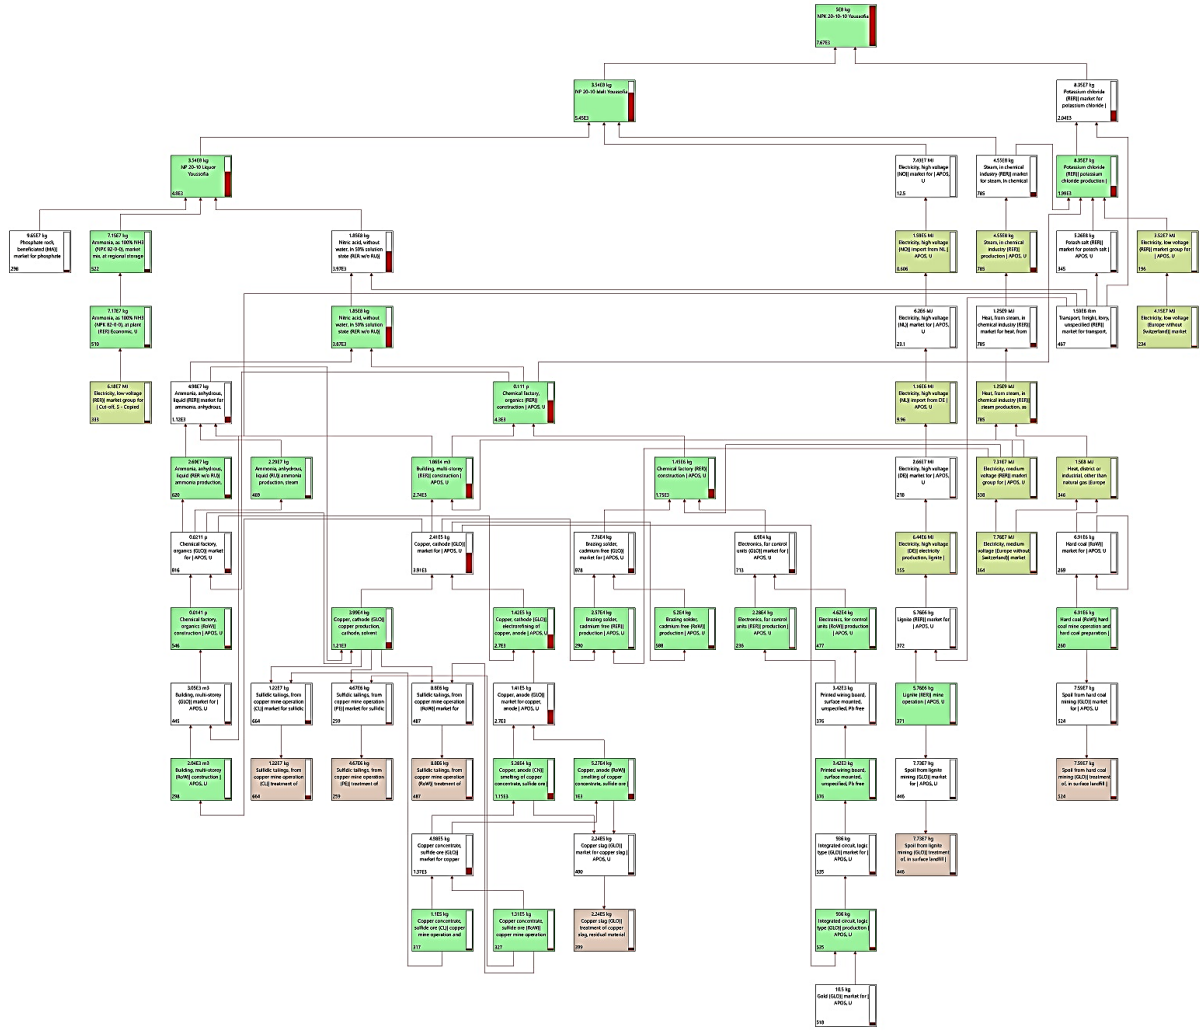 5E8 kg
NPK 20-10-10 Youssoufia
7.67E3
3.54E8 kg
NP 20-10 Melt Youssoufia
5.45E3
8.35E7 kg
Potassium chloride
{RER}| market for
potassium chloride |
2.04E3
3.54E8 kg
NP 20-10 Liquor
Youssoufia
4.8E3
7.43E7 MJ
Electricity, high voltage
{NO}| market for | APOS,
U
12.5
4.55E8 kg
Steam, in chemical
industry {RER}| market
for steam, in chemical
785
8.35E7 kg
Potassium chloride
{RER}| potassium
chloride production |
1.99E3
9.65E7 kg
Phosphate rock,
beneficiated {MA}|
market for phosphate
298
7.15E7 kg
Ammonia, as 100% NH3
(NPK 82-0-0), market
mix, at regional storage
522
1.85E8 kg
Nitric acid, without
water, in 50% solution
state {RER w/o RU}|
3.97E3
1.93E5 MJ
Electricity, high voltage
{NO}| import from NL |
APOS, U
0.606
4.55E8 kg
Steam, in chemical
industry {RER}|
production | APOS, U
785
5.26E8 kg
Potash salt {RER}|
market for potash salt |
APOS, U
345
3.52E7 MJ
Electricity, low voltage
{RER}| market group for
| APOS, U
196
7.17E7 kg
Ammonia, as 100% NH3
(NPK 82-0-0), at plant
{RER} Economic, U
510
1.85E8 kg
Nitric acid, without
water, in 50% solution
state {RER w/o RU}|
3.87E3
Electricity, high voltage
{NL}| market for | APOS,
U
23.1
1.25E9 MJ
Heat, from steam, in
chemical industry {RER}|
market for heat, from
785
Transport, freight, lorry,
unspecified {RER}|
market for transport,
467
4.15E7 MJ
Electricity, low voltage
{Europe without
Switzerland}| market
234
6.18E7 MJ
Electricity, low voltage
{RER}| market group for
| Cut-off, S - Copied
333
4.98E7 kg
Ammonia, anhydrous,
liquid {RER}| market for
ammonia, anhydrous,
1.12E3
0.111 p
Chemical factory,
organics {RER}|
construction | APOS, U
4.3E3
1.16E6 MJ
Electricity, high voltage
{NL}| import from DE |
APOS, U
9.96
1.25E9 MJ
Heat, from steam, in
chemical industry {RER}|
steam production, as
785
2.69E7 kg
Ammonia, anhydrous,
liquid {RER w/o RU}|
ammonia production,
620
2.29E7 kg
Ammonia, anhydrous,
liquid {RU}| ammonia
production, steam
469
1.86E4 m3
Building, multi-storey
{RER}| construction |
APOS, U
2.74E3
1.45E6 kg
Chemical factory {RER}|
construction | APOS, U
1.75E3
2.66E7 MJ
Electricity, high voltage
{DE}| market for | APOS,
U
210
7.31E7 MJ
Electricity, medium
voltage {RER}| market
group for | APOS, U
338
1.5E8 MJ
Heat, district or
industrial, other than
natural gas {Europe
346
0.0211 p
Chemical factory,
organics {GLO}| market
for | APOS, U
816
2.41E5 kg
Copper, cathode {GLO}|
market for | APOS, U
3.91E3
7.76E4 kg
Brazing solder,
cadmium free {GLO}|
market for | APOS, U
878
6.9E4 kg
Electronics, for control
units {GLO}| market for |
APOS, U
713
6.44E6 MJ
Electricity, high voltage
{DE}| electricity
production, lignite |
155
7.76E7 MJ
Electricity, medium
voltage {Europe without
Switzerland}| market
364
6.91E6 kg
Hard coal {RoW}|
market for | APOS, U
269
0.0141 p
Chemical factory,
organics {RoW}|
construction | APOS, U
546
3.99E4 kg
Copper, cathode {GLO}|
copper production,
cathode, solvent
1.21E3
1.42E5 kg
Copper, cathode {GLO}|
electrorefining of
copper, anode | APOS, U
2.7E3
2.57E4 kg
Brazing solder,
cadmium free {RER}|
production | APOS, U
290
5.2E4 kg
Brazing solder,
cadmium free {RoW}|
production | APOS, U
588
2.28E4 kg
Electronics, for control
units {RER}| production |
APOS, U
236
4.62E4 kg
Electronics, for control
units {RoW}| production
| APOS, U
477
5.76E6 kg
Lignite {RER}| market for
| APOS, U
372
6.91E6 kg
Hard coal {RoW}| hard
coal mine operation and
hard coal preparation |
260
3.05E3 m3
Building, multi-storey
{GLO}| market for |
APOS, U
445
1.22E7 kg
Sulfidic tailings, from
copper mine operation
{CL}| market for sulfidic
664
4.67E6 kg
Sulfidic tailings, from
copper mine operation
{PE}| market for sulfidic
259
8.8E6 kg
Sulfidic tailings, from
copper mine operation
{RoW}| market for
487
1.41E5 kg
Copper, anode {GLO}|
market for copper,
anode | APOS, U
2.7E3
3.42E3 kg
Printed wiring board,
surface mounted,
unspecified, Pb free
376
5.76E6 kg
Lignite {RER}| mine
operation | APOS, U
371
7.59E7 kg
Spoil from hard coal
mining {GLO}| market
for | APOS, U
524
2.04E3 m3
Building, multi-storey
{RoW}| construction |
APOS, U
298
1.22E7 kg
Sulfidic tailings, from
copper mine operation
{CL}| treatment of
664
4.67E6 kg
Sulfidic tailings, from
copper mine operation
{PE}| treatment of
259
8.8E6 kg
Sulfidic tailings, from
copper mine operation
{RoW}| treatment of
487
5.26E4 kg
Copper, anode {CN}|
smelting of copper
concentrate, sulfide ore |
1.15E3
5.27E4 kg
Copper, anode {RoW}|
smelting of copper
concentrate, sulfide ore |
1E3
3.42E3 kg
Printed wiring board,
surface mounted,
unspecified, Pb free
376
7.73E7 kg
Spoil from lignite
mining {GLO}| market
for | APOS, U
446
7.59E7 kg
Spoil from hard coal
mining {GLO}| treatment
of, in surface landfill |
524
4.98E5 kg
Copper concentrate,
sulfide ore {GLO}|
market for copper
1.37E3
2.24E5 kg
Copper slag {GLO}|
market for copper slag |
APOS, U
400
936 kg
Integrated circuit, logic
type {GLO}| market for |
APOS, U
535
7.73E7 kg
Spoil from lignite
mining {GLO}| treatment
of, in surface landfill |
446
1.1E5 kg
Copper concentrate,
sulfide ore {CL}| copper
mine operation and
317
1.31E5 kg
Copper concentrate,
sulfide ore {RoW}|
copper mine operation
327
2.24E5 kg
Copper slag {GLO}|
treatment of copper
slag, residual material
399
936 kg
Integrated circuit, logic
type {GLO}| production |
APOS, U
535
10.5 kg
Gold {GLO}| market for |
APOS, U
518